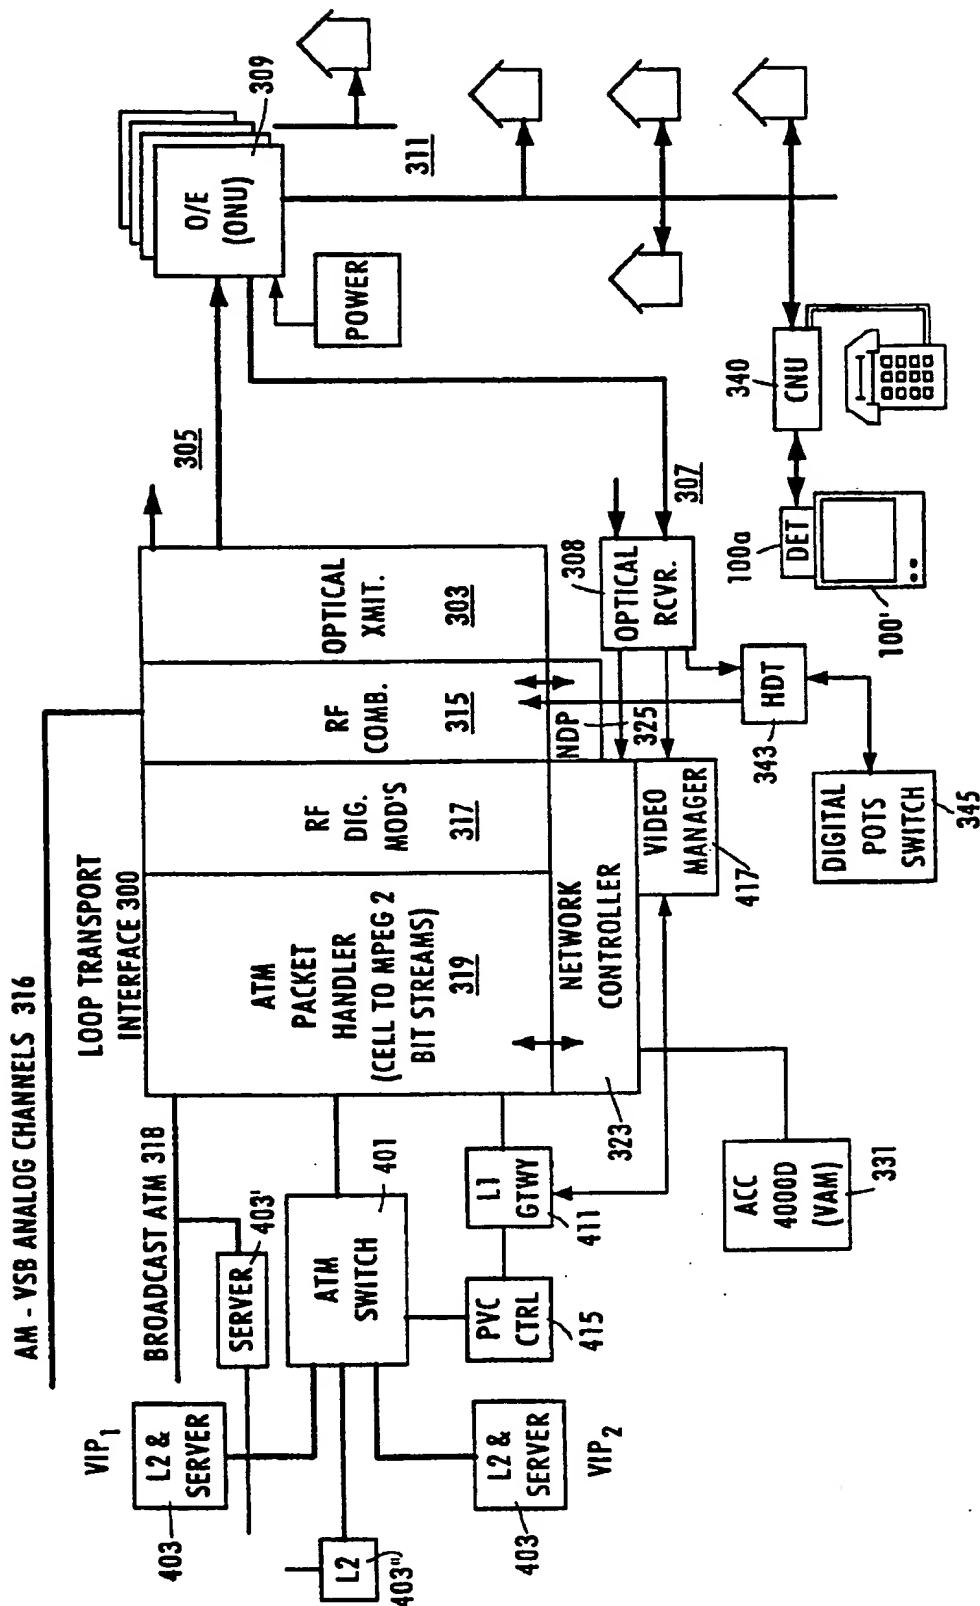 AM - VSB ANALOG CHANNELS 316
LOOP TRANSPORT
INTERFACE 300
BROADCAST ATM 318
VIP1
L2 &
SERVER
403
SERVER
403'
L2
403"
ATM
SWITCH
401
L2 &
SERVER
403
VIP2
PVC
CTRL
415
L1
GTWY
411
ATM
PACKET
HANDLER
(CELL TO MPEG 2
BIT STREAMS)
319
RF
DIG.
MOD'S
317
RF
COMB.
315
OPTICAL
XMIT.
303
NETWORK
CONTROLLER
323
NDP
325
VIDEO
MANAGER
417
ACC
4000D
(VAM)
331
OPTICAL
RCVR.
308
307
305
HDT
343
DIGITAL
POTS
SWITCH
345
O/E
(ONU)
309
POWER
311
CNU
340
DET
100a
100'